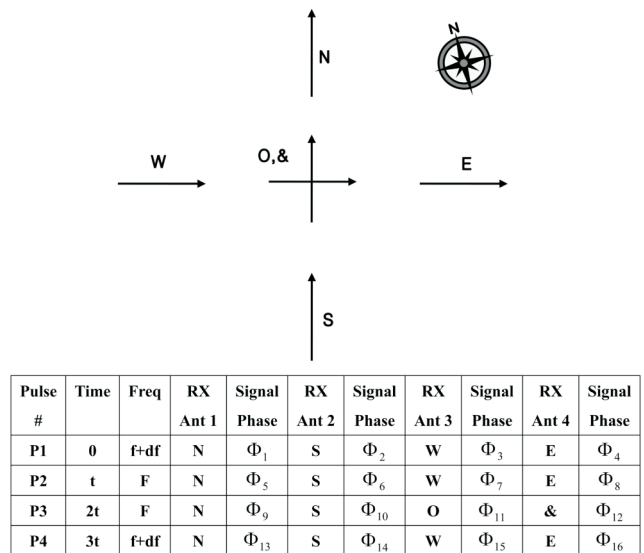 N
N
W
O,&
E
S
Pulse # Time Freq RX Ant 1 Signal Phase RX Ant 2 Signal Phase RX Ant 3 Signal Phase RX Ant 4 Signal Phase
P1 0 f+df N Φ₁ S Φ₂ W Φ₃ E Φ₄
P2 t F N Φ₅ S Φ₆ W Φ₇ E Φ₈
P3 2t F N Φ₉ S Φ₁₀ O Φ₁₁ & Φ₁₂
P4 3t f+df N Φ₁₃ S Φ₁₄ W Φ₁₅ E Φ₁₆